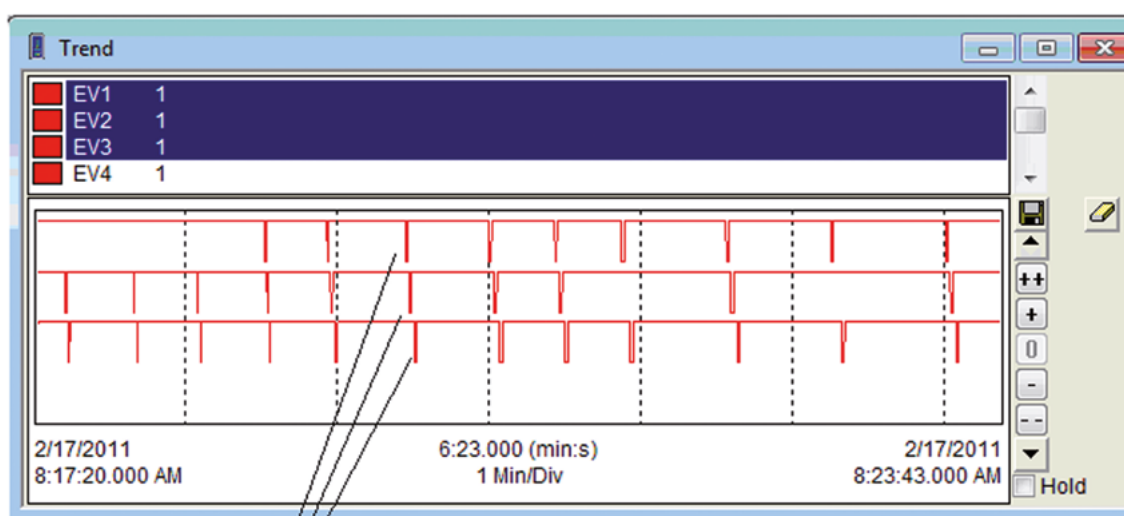 Trend
EV1 1
EV2 1
EV3 1
EV4 1
++
+
0
-
--
2/17/2011 6:23.000 (min:s) 2/17/2011
8:17:20.000 AM 1 Min/Div 8:23:43.000 AM
Hold